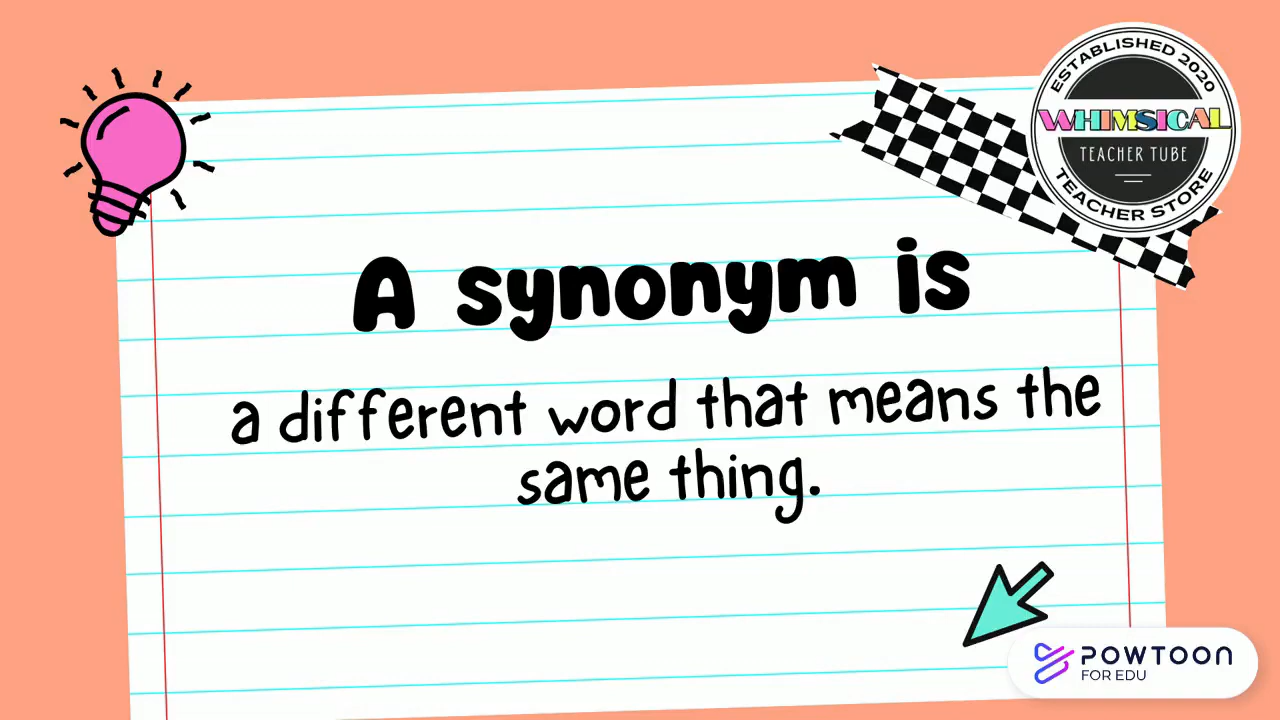 ESTABLISHED 2020
WHIMSICAL
TEACHER TUBE
TEACHER STORE
A synonym is
a different word that means the
same thing.
POWTOON
FOR EDU